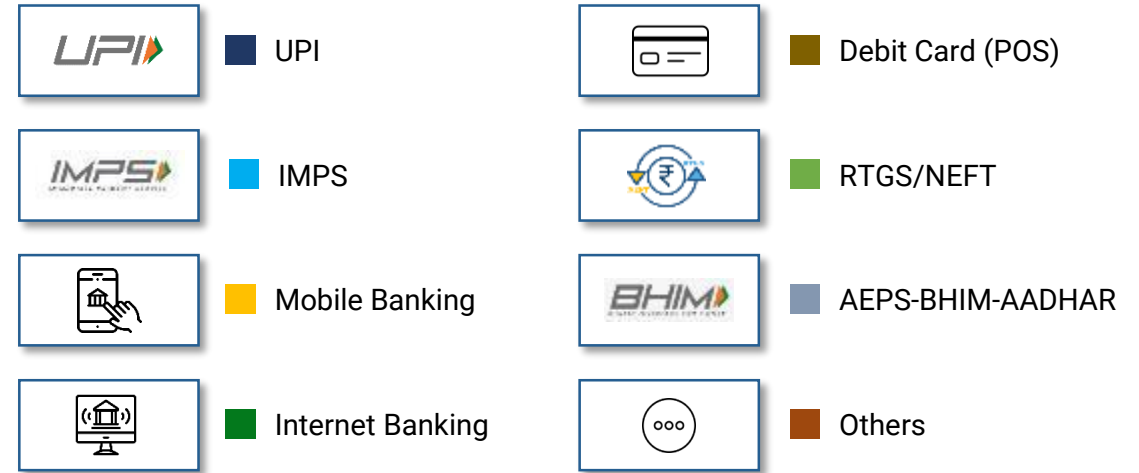 UPI
UPI
Debit Card (POS)
IMPS
IMPS
RTGS/NEFT
Mobile Banking
BHIM
AEPS-BHIM-AADHAR
Internet Banking
Others